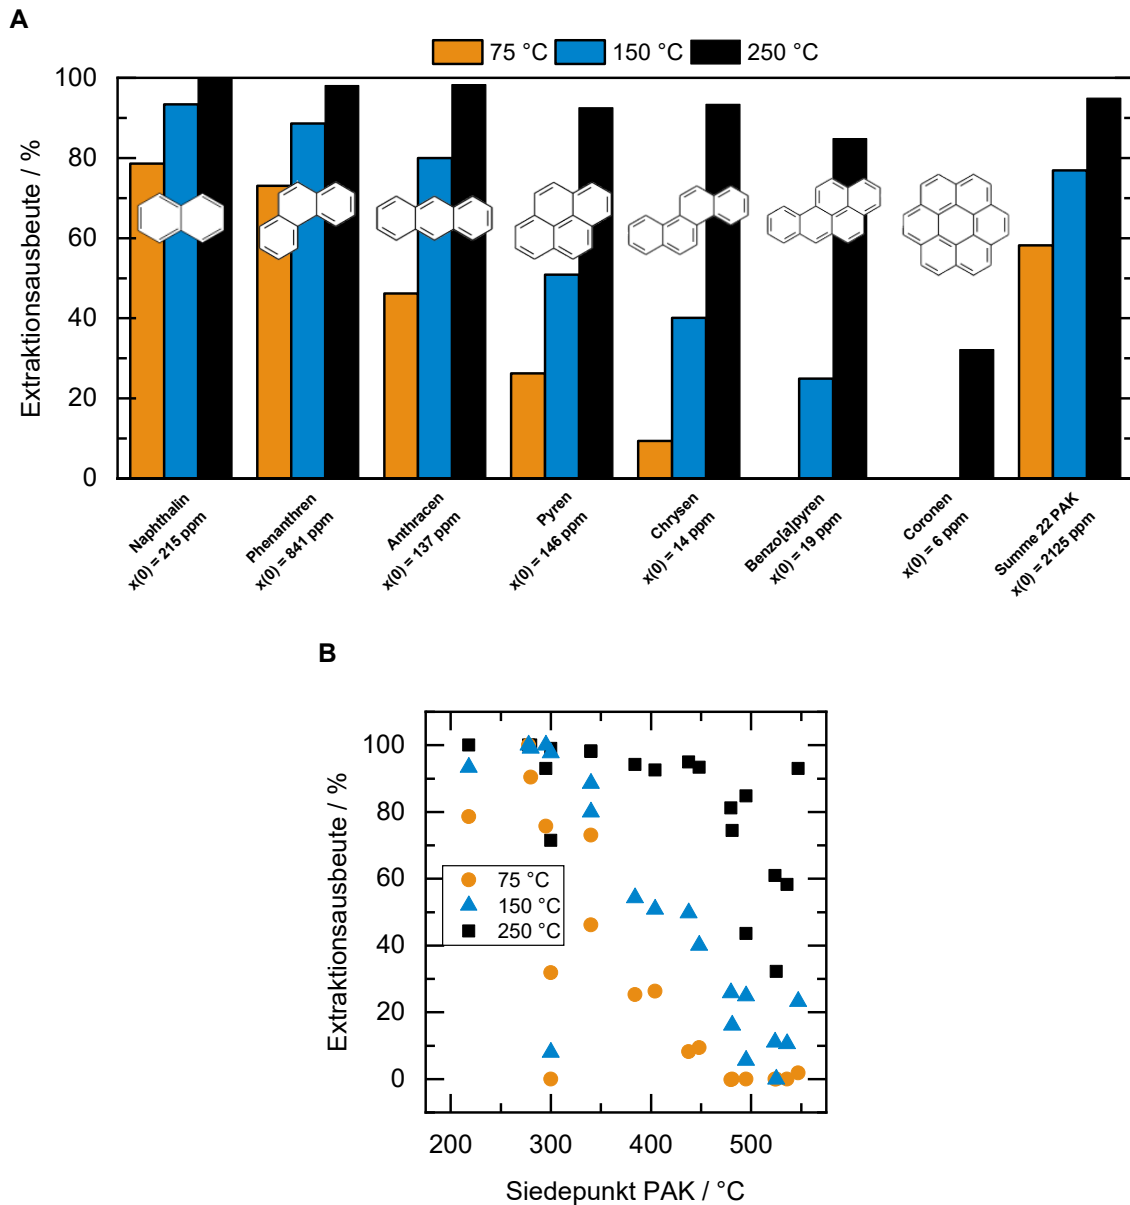 A
75 °C 150 °C 250 °C
Extraktionsausbeute / %
100
80
60
40
20
0
Naphthalin
x(0) = 215 ppm
Phenanthren
x(0) = 841 ppm
Anthracen
x(0) = 137 ppm
Pyren
x(0) = 146 ppm
Chrysen
x(0) = 14 ppm
Benzo[a]pyren
x(0) = 19 ppm
Coronen
x(0) = 6 ppm
Summe 22 PAK
x(0) = 2125 ppm
B
Extraktionsausbeute / %
100
80
60
40
20
0
75 °C
150 °C
250 °C
200 300 400 500
Siedepunkt PAK / °C